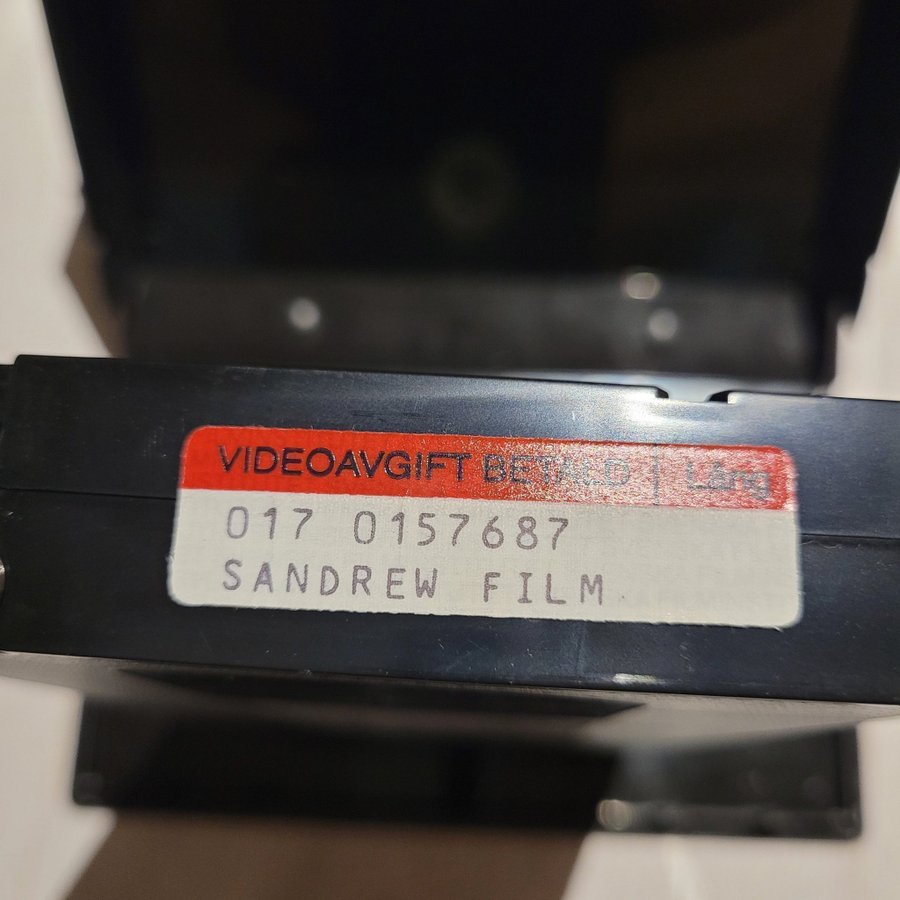 VIDEOAVGIFT BETALD Lång
017 0157687
SANDREW FILM